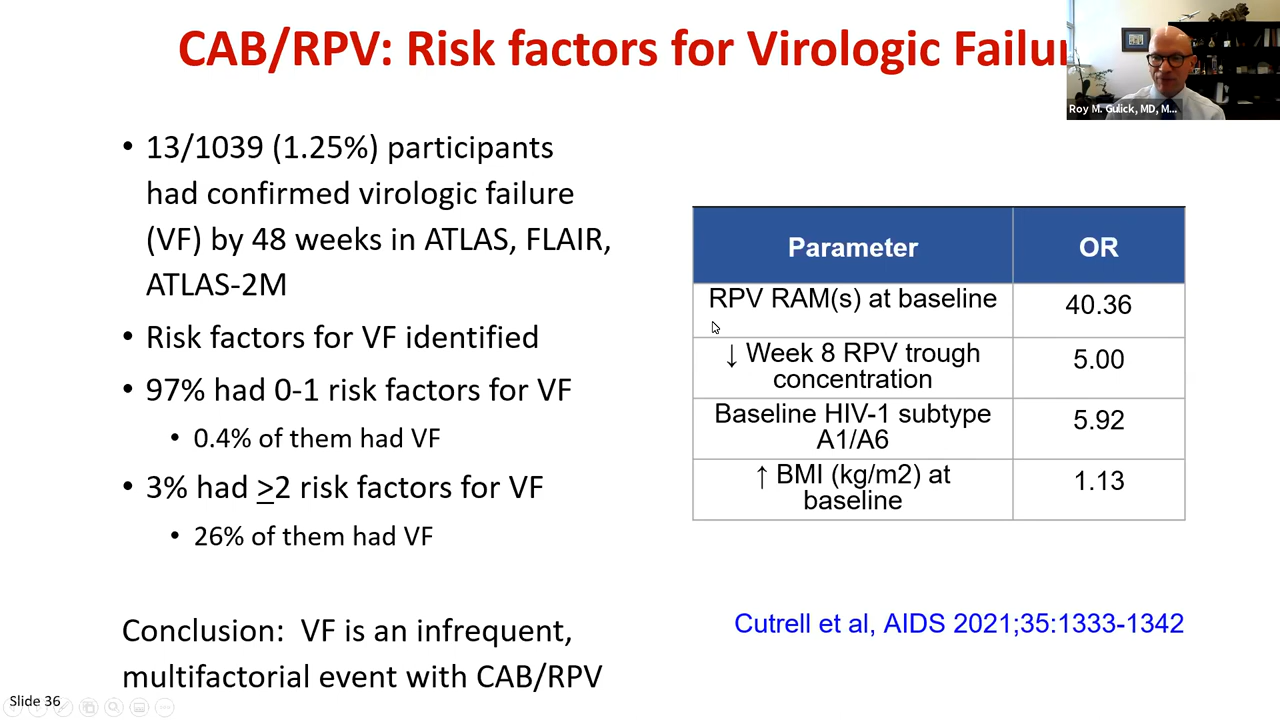 CAB/RPV: Risk factors for Virologic Failur
Roy M. Gulick, MD, M...
• 13/1039 (1.25%) participants
had confirmed virologic failure
(VF) by 48 weeks in ATLAS, FLAIR,
ATLAS-2M
• Risk factors for VF identified
• 97% had 0-1 risk factors for VF
• 0.4% of them had VF
• 3% had ≥2 risk factors for VF
• 26% of them had VF
Conclusion: VF is an infrequent,
multifactorial event with CAB/RPV
Parameter OR
RPV RAM(s) at baseline 40.36
↓ Week 8 RPV trough
concentration 5.00
Baseline HIV-1 subtype
A1/A6 5.92
↑ BMI (kg/m2) at
baseline 1.13
Cutrell et al, AIDS 2021;35:1333-1342
Slide 36